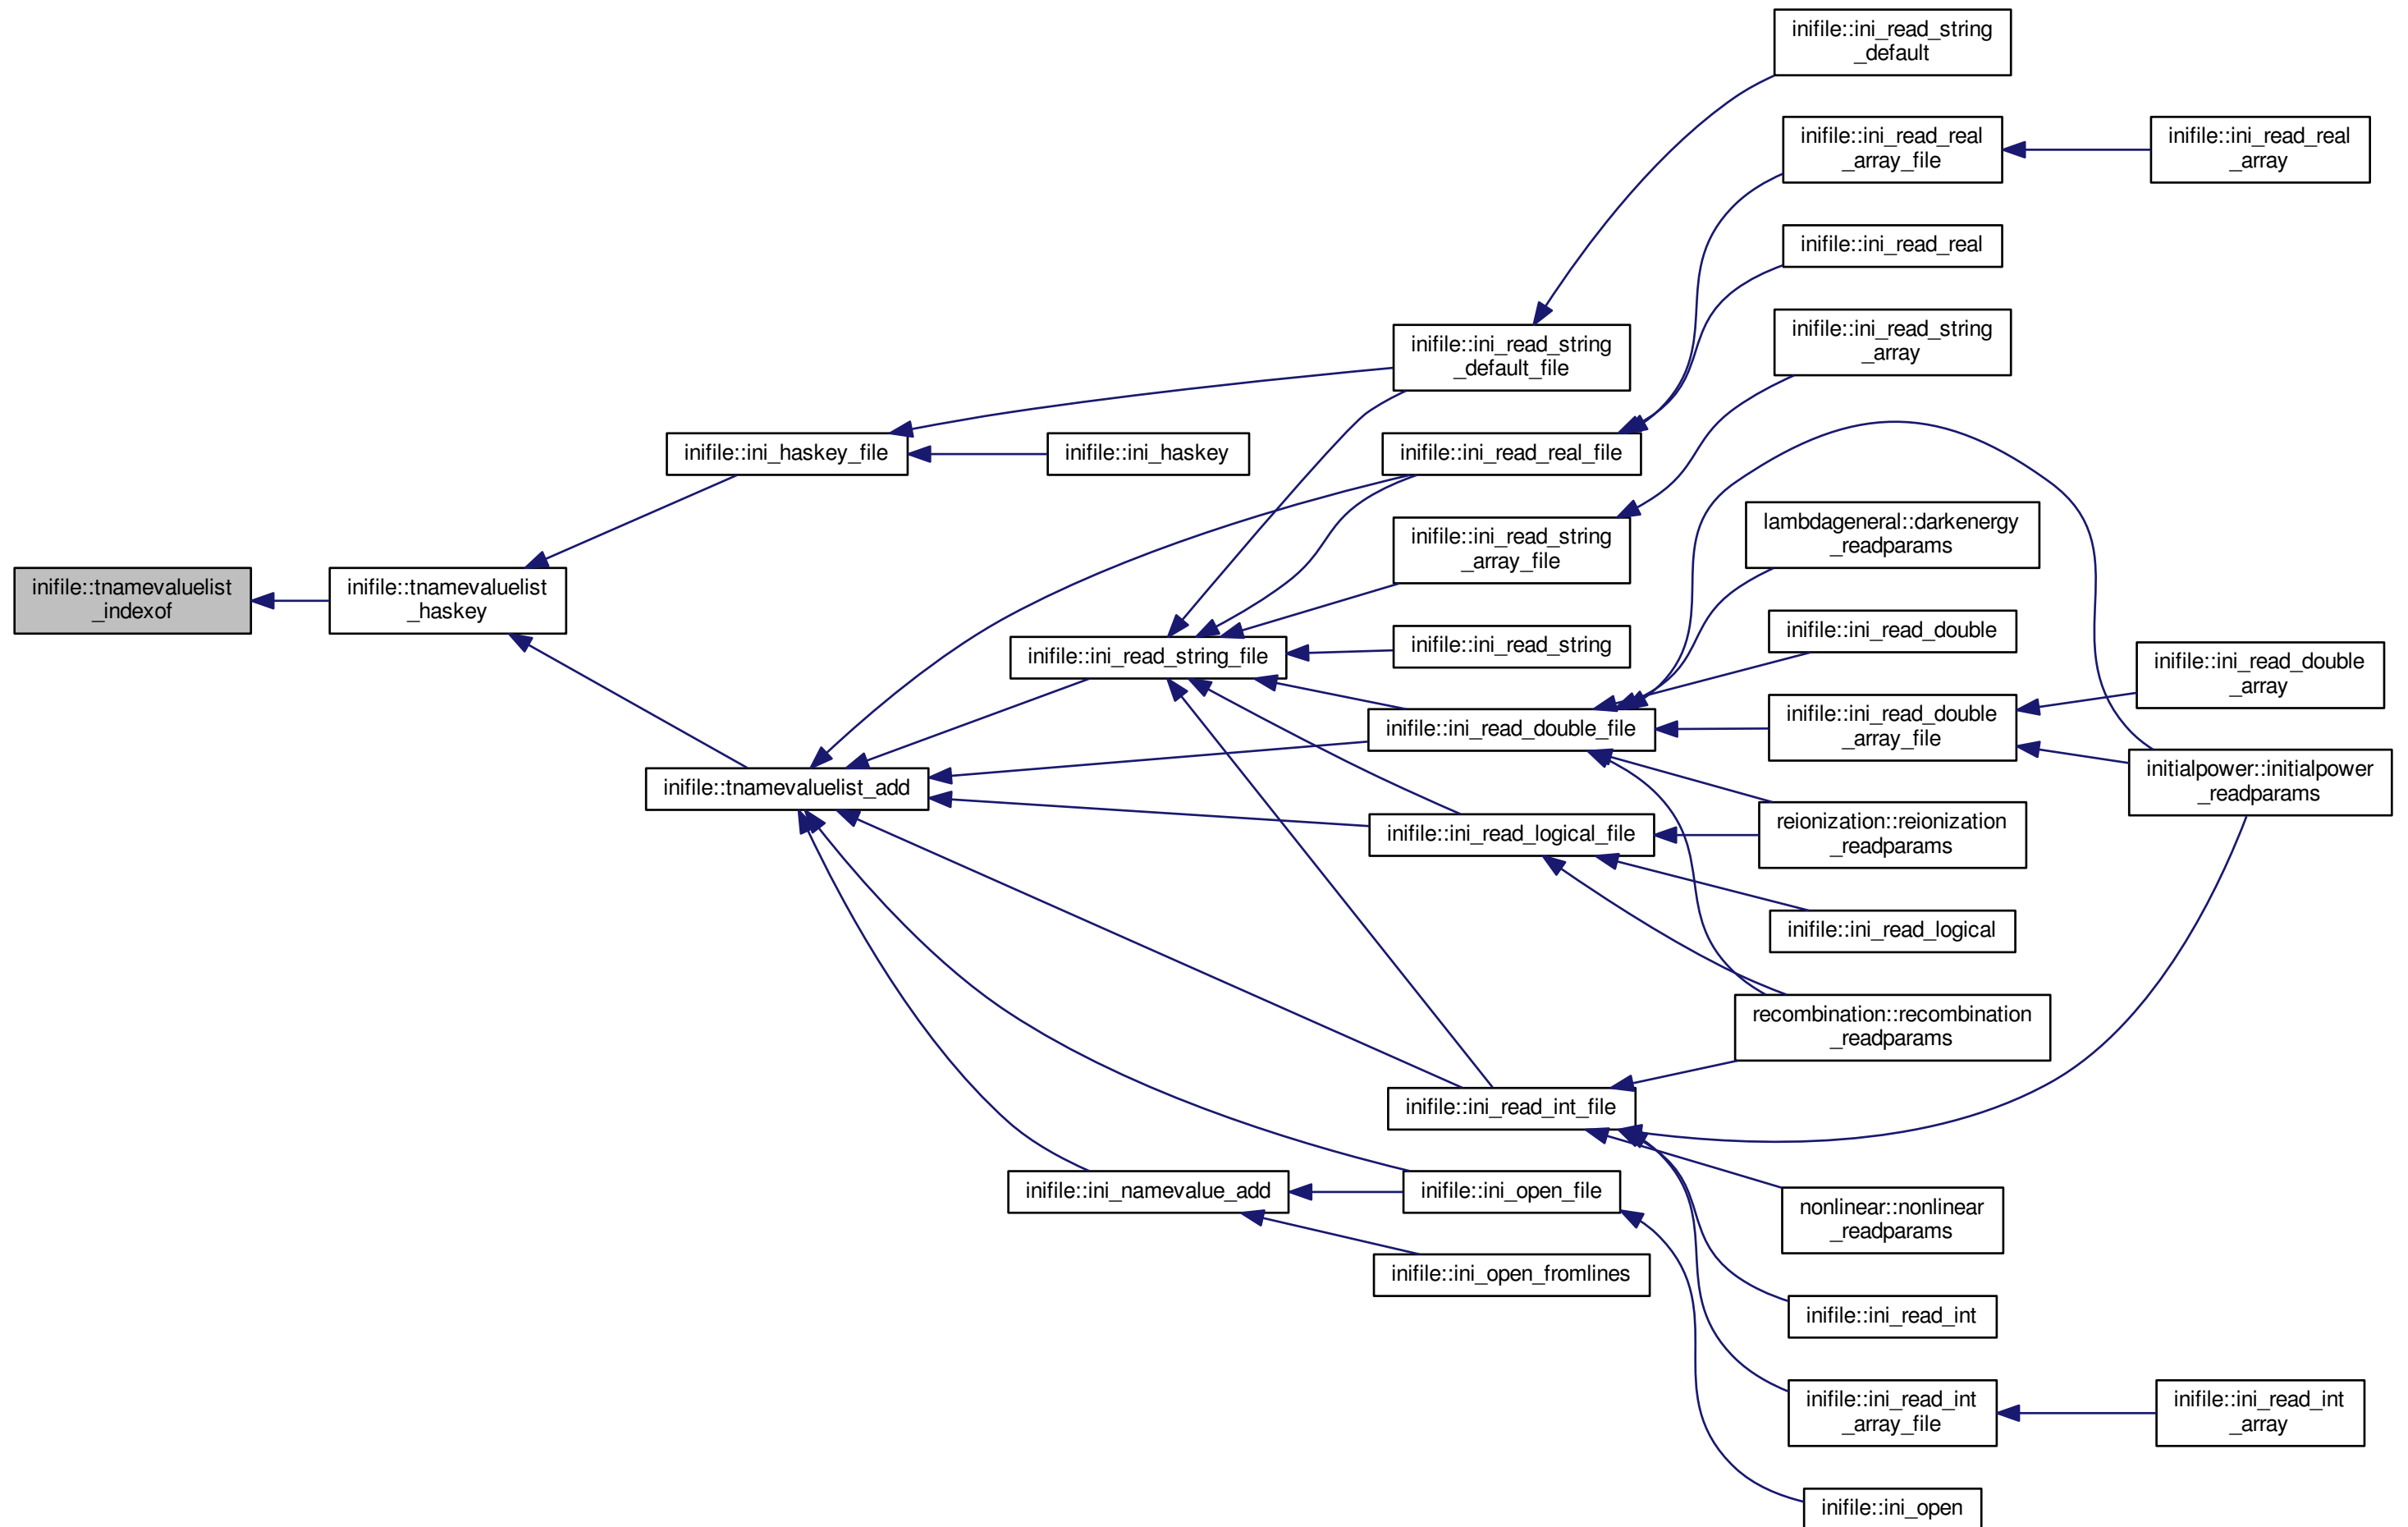 inifile::ini_read_string
_default
inifile::ini_read_real
_array_file
inifile::ini_read_real
_array
inifile::ini_read_real
inifile::ini_read_string
_array
inifile::ini_read_string
_default_file
inifile::ini_haskey_file
inifile::ini_haskey
inifile::ini_read_real_file
inifile::ini_read_string
_array_file
lambdageneral::darkenergy
_readparams
inifile::tnamevaluelist
_indexof
inifile::tnamevaluelist
_haskey
inifile::ini_read_string_file
inifile::ini_read_string
inifile::ini_read_double
inifile::ini_read_double
_array
inifile::ini_read_double_file
inifile::ini_read_double
_array_file
initialpower::initialpower
_readparams
inifile::tnamevaluelist_add
inifile::ini_read_logical_file
reionization::reionization
_readparams
inifile::ini_read_logical
recombination::recombination
_readparams
inifile::ini_read_int_file
inifile::ini_namevalue_add
inifile::ini_open_file
nonlinear::nonlinear
_readparams
inifile::ini_open_fromlines
inifile::ini_read_int
inifile::ini_read_int
_array_file
inifile::ini_read_int
_array
inifile::ini_open